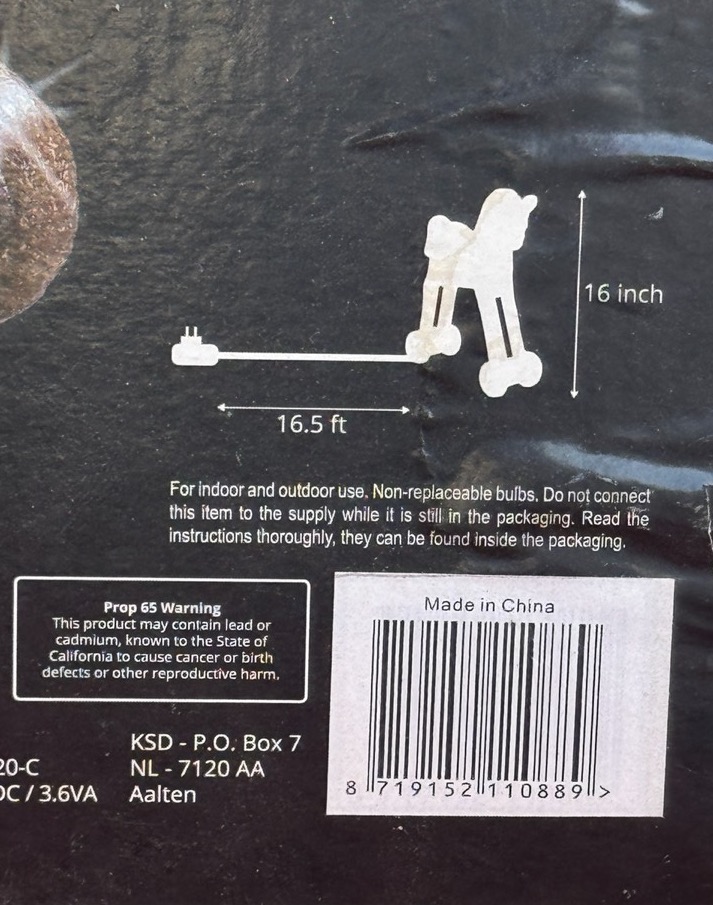 16 inch
16.5 ft
For indoor and outdoor use. Non-replaceable bulbs. Do not connect
this item to the supply while it is still in the packaging. Read the
instructions thoroughly, they can be found inside the packaging.
Prop 65 Warning
This product may contain lead or
cadmium, known to the State of
California to cause cancer or birth
defects or other reproductive harm.
Made in China
8 719152 110889 >
KSD - P.O. Box 7
20-C NL - 7120 AA
DC / 3.6VA Aalten